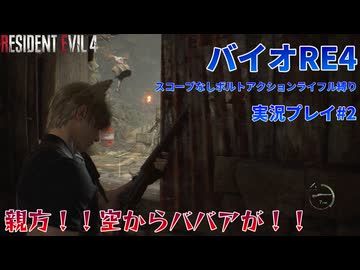 RESIDENT EVIL 4
バイオRE4
スコープなしボルトアクションライフル縛り
実況プレイ#2
親方！！空からババアが！！